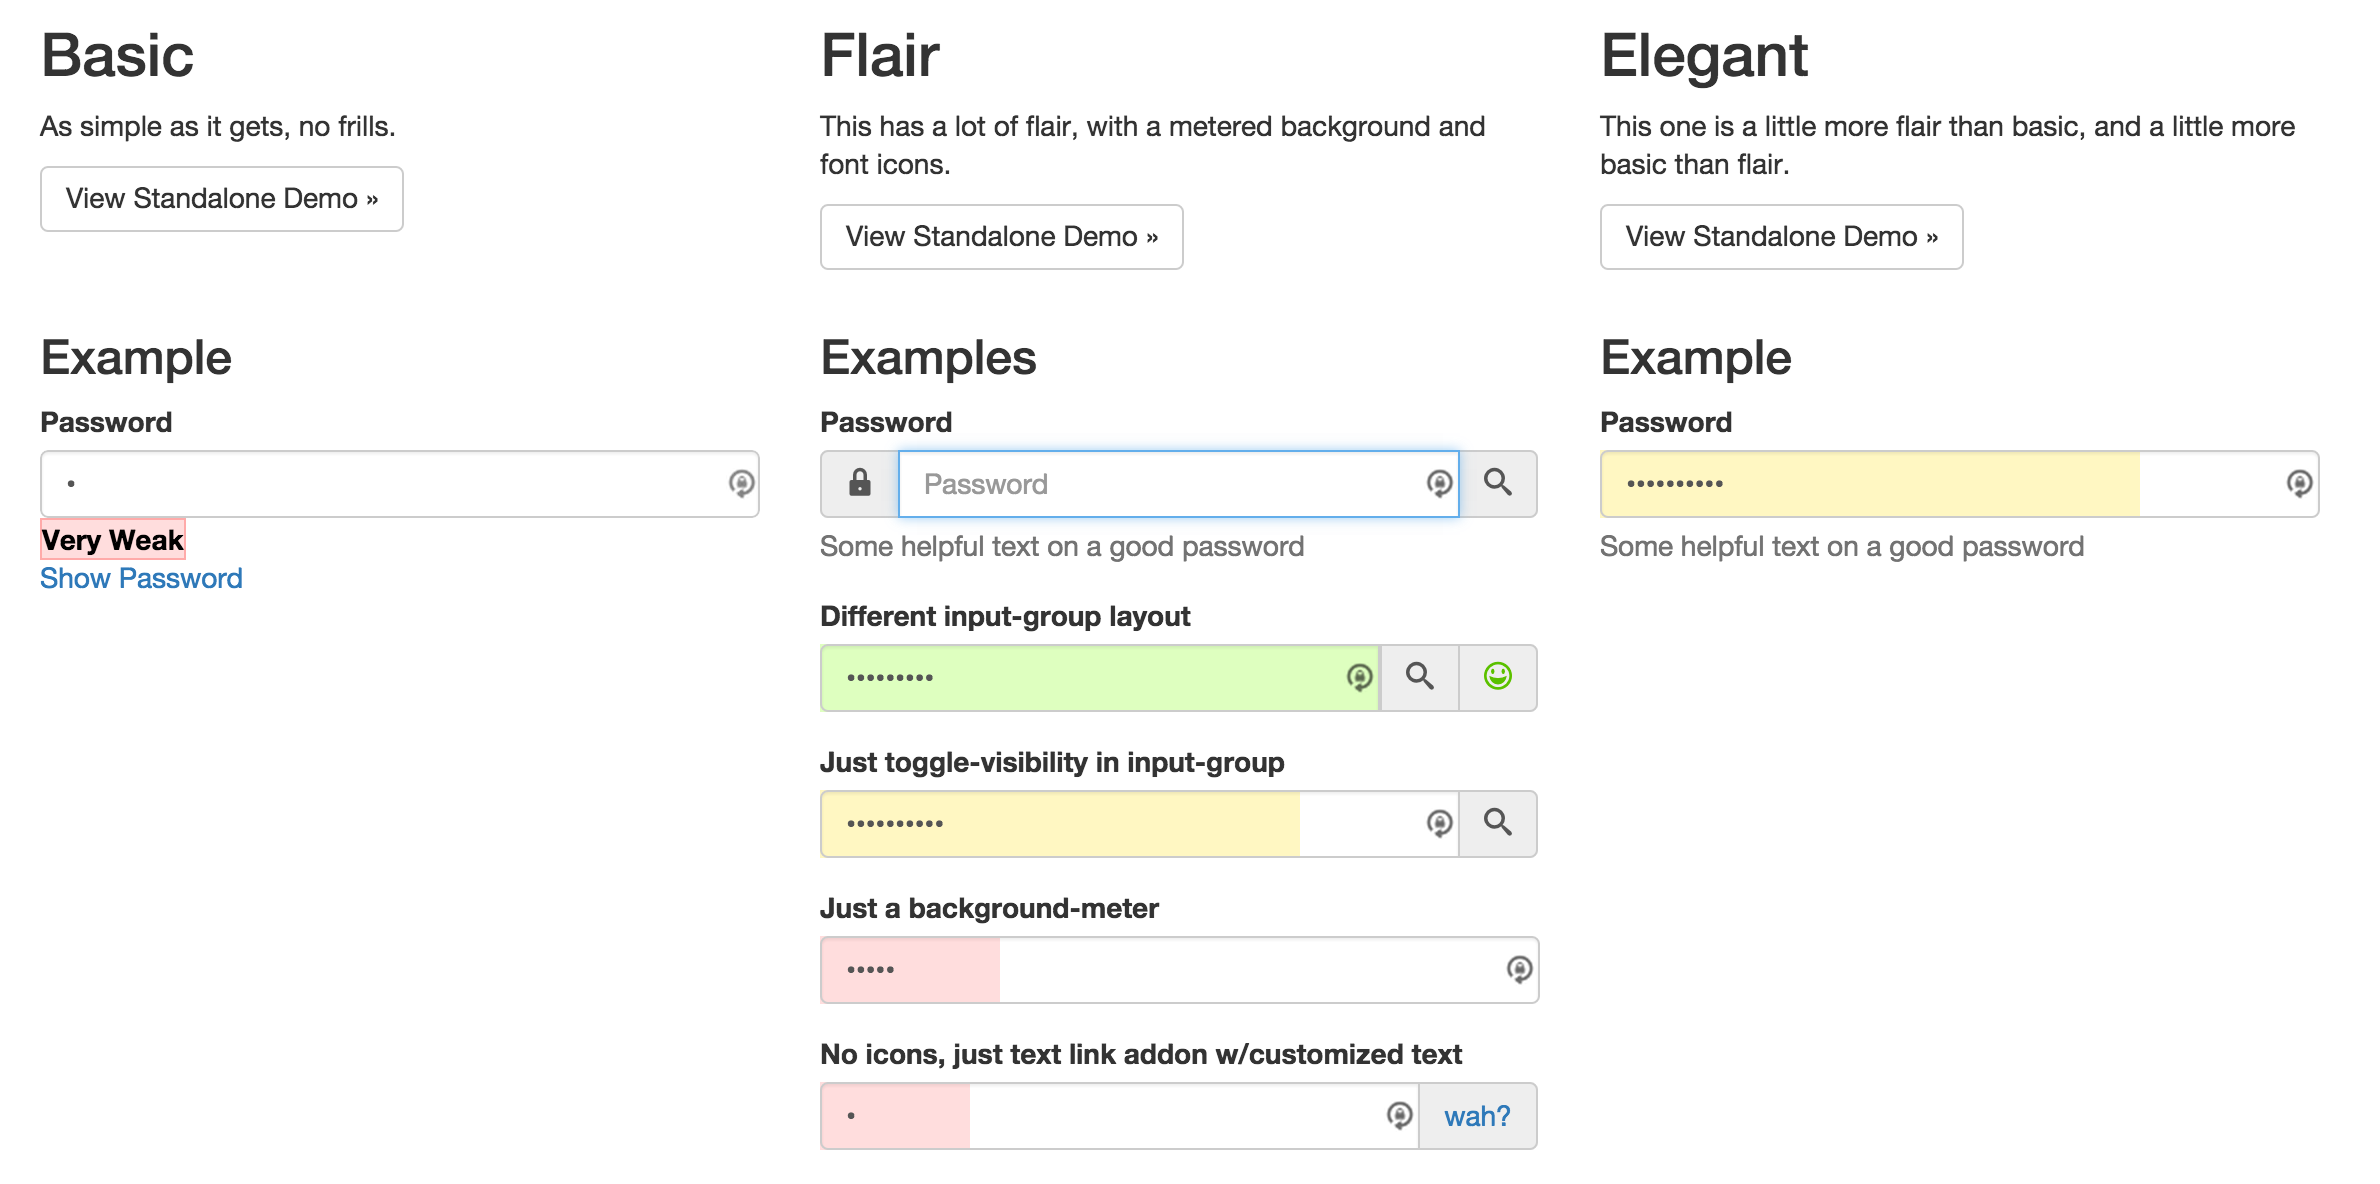 Basic
As simple as it gets, no frills.
View Standalone Demo »
Example
Password
•
Very Weak
Show Password
Flair
This has a lot of flair, with a metered background and
font icons.
View Standalone Demo »
Examples
Password
Password
Some helpful text on a good password
Different input-group layout
•••••••••
Just toggle-visibility in input-group
••••••••••
Just a background-meter
•••••
No icons, just text link addon w/customized text
•
wah?
Elegant
This one is a little more flair than basic, and a little more
basic than flair.
View Standalone Demo »
Example
Password
••••••••••
Some helpful text on a good password